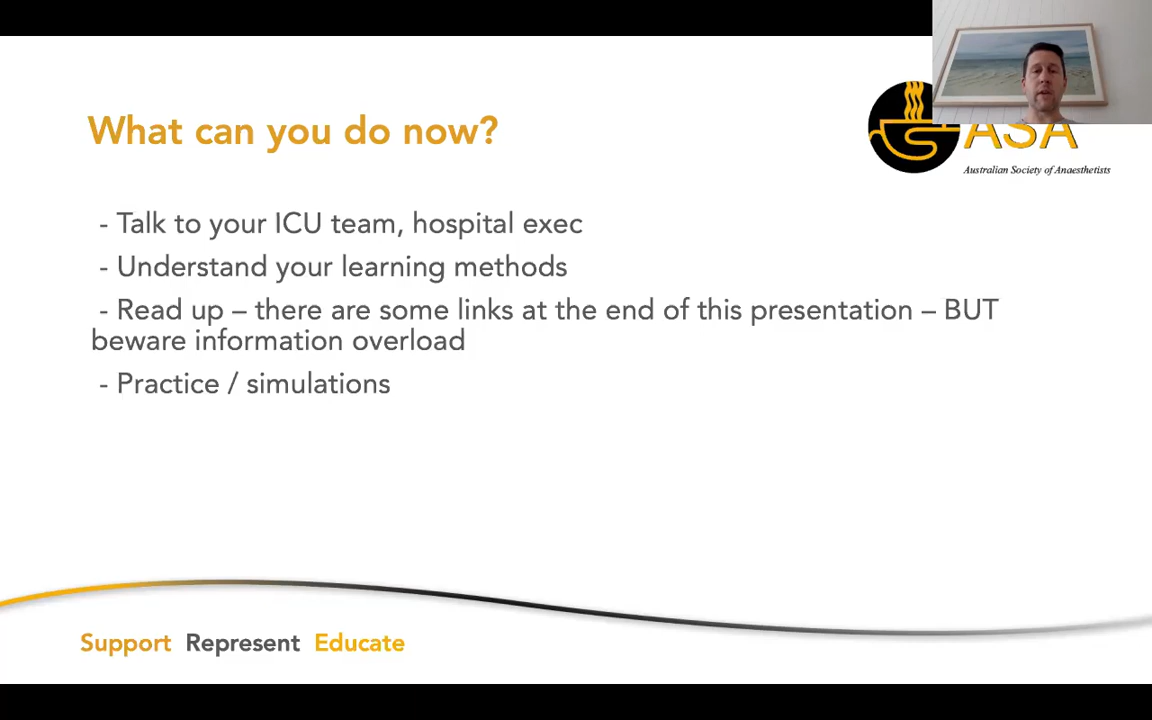 What can you do now?
ASA
Australian Society of Anaesthetists
- Talk to your ICU team, hospital exec
- Understand your learning methods
- Read up – there are some links at the end of this presentation – BUT
beware information overload
- Practice / simulations
Support Represent Educate